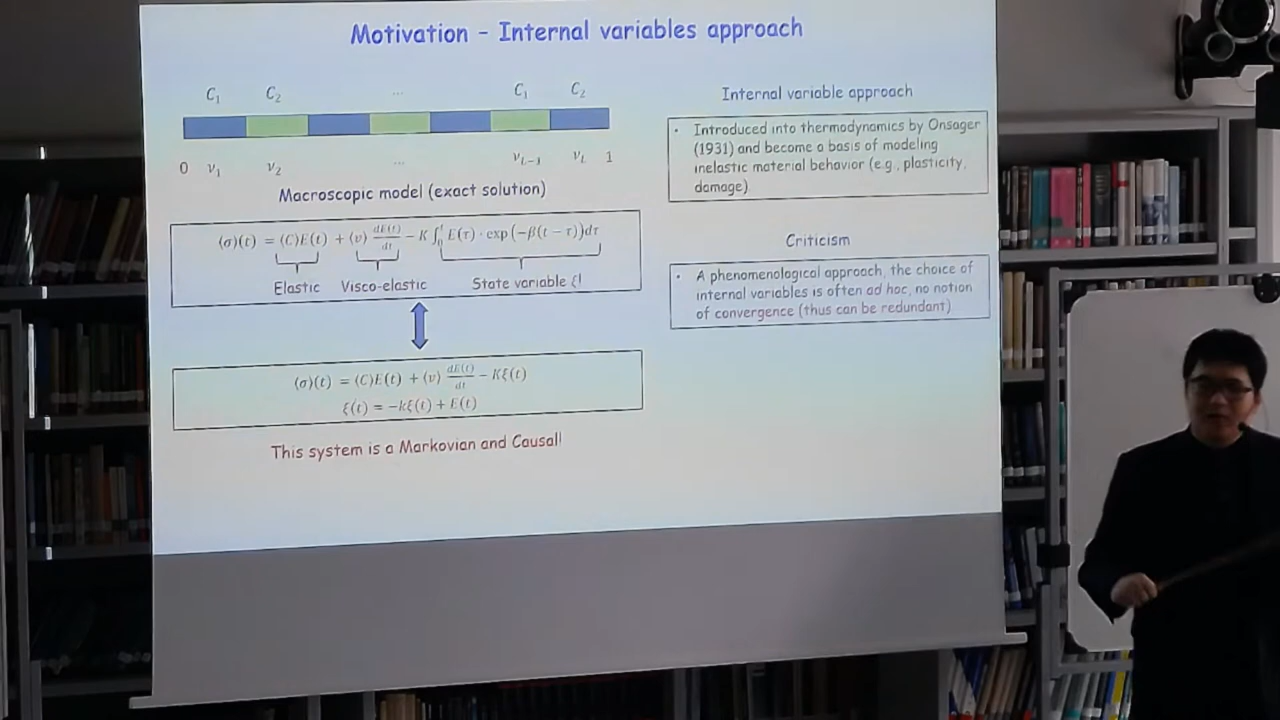 Motivation – Internal variables approach
C₁ C₂ ... C₁ C₂
0 ν₁ ν₂ ... ν_{L-1} ν_L 1
Macroscopic model (exact solution)
⟨σ⟩(t) = ⟨C⟩E(t) + ⟨ν⟩ dE(t)/dt − K ∫₀ᵗ E(τ) · exp(−β(t − τ))dτ
Elastic Visco-elastic State variable ξ!
⟨σ⟩(t) = ⟨C⟩E(t) + ⟨ν⟩ dE(t)/dt − Kξ(t)
ξ̇(t) = −kξ(t) + E(t)
This system is a Markovian and Causal!
Internal variable approach
• Introduced into thermodynamics by Onsager
(1931) and become a basis of modeling
inelastic material behavior (e.g., plasticity,
damage)
Criticism
• A phenomenological approach, the choice of
internal variables is often ad hoc, no notion
of convergence (thus can be redundant)